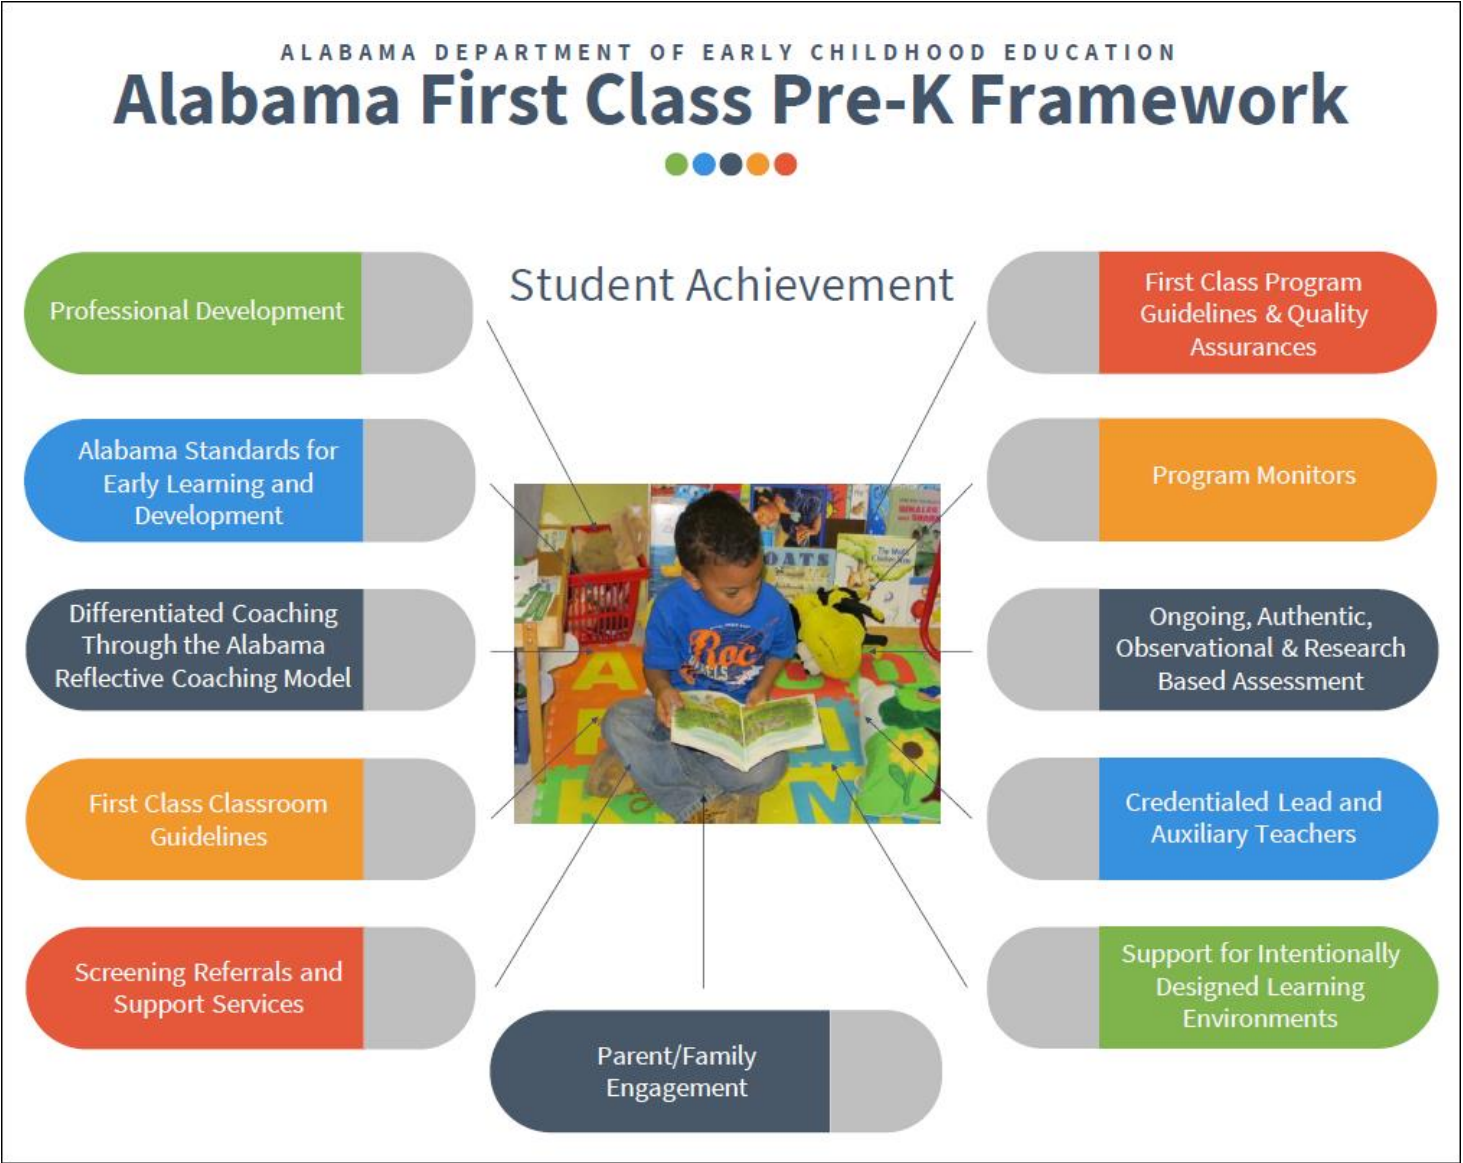 ALABAMA DEPARTMENT OF EARLY CHILDHOOD EDUCATION
Alabama First Class Pre-K Framework
Student Achievement
Professional Development
Alabama Standards for
Early Learning and
Development
Differentiated Coaching
Through the Alabama
Reflective Coaching Model
First Class Classroom
Guidelines
Screening Referrals and
Support Services
Parent/Family
Engagement
First Class Program
Guidelines & Quality
Assurances
Program Monitors
Ongoing, Authentic,
Observational & Research
Based Assessment
Credentialed Lead and
Auxiliary Teachers
Support for Intentionally
Designed Learning
Environments
OATS
Roc
A
M